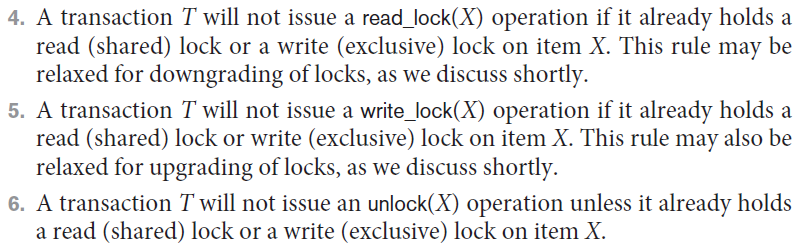 4. A transaction T will not issue a read_lock(X) operation if it already holds a
read (shared) lock or a write (exclusive) lock on item X. This rule may be
relaxed for downgrading of locks, as we discuss shortly.
5. A transaction T will not issue a write_lock(X) operation if it already holds a
read (shared) lock or write (exclusive) lock on item X. This rule may also be
relaxed for upgrading of locks, as we discuss shortly.
6. A transaction T will not issue an unlock(X) operation unless it already holds
a read (shared) lock or a write (exclusive) lock on item X.